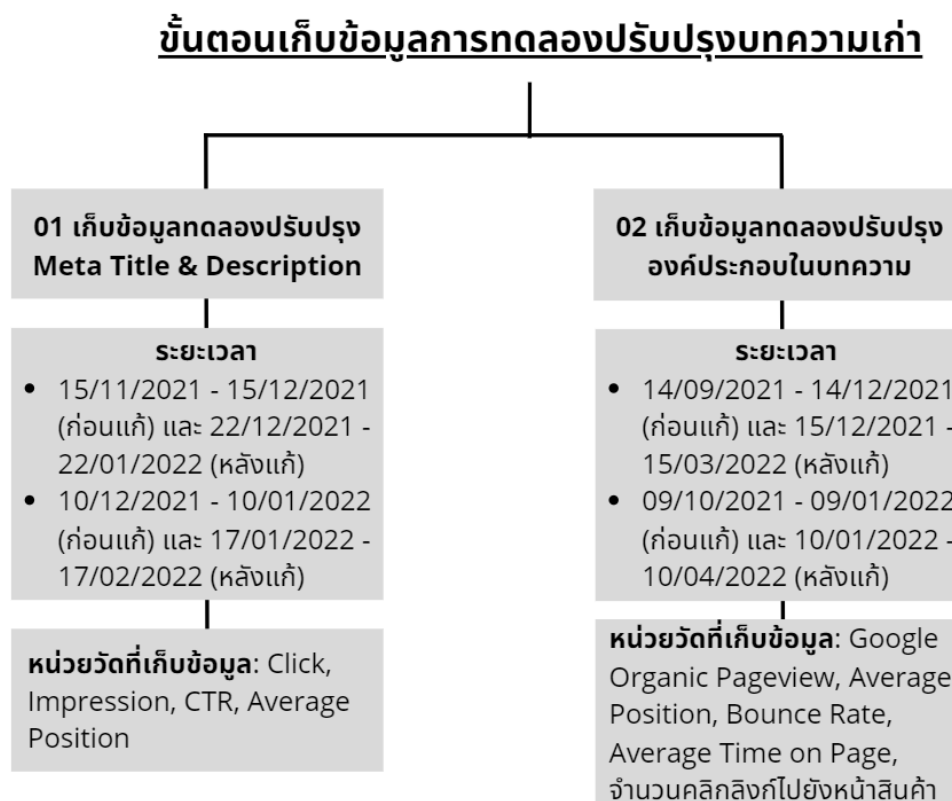 ขั้นตอนเก็บข้อมูลการทดลองปรับปรุงบทความเก่า
01 เก็บข้อมูลทดลองปรับปรุง
Meta Title & Description
ระยะเวลา
• 15/11/2021 - 15/12/2021
(ก่อนแก้) และ 22/12/2021 -
22/01/2022 (หลังแก้)
• 10/12/2021 - 10/01/2022
(ก่อนแก้) และ 17/01/2022 -
17/02/2022 (หลังแก้)
หน่วยวัดที่เก็บข้อมูล: Click,
Impression, CTR, Average
Position
02 เก็บข้อมูลทดลองปรับปรุง
องค์ประกอบในบทความ
ระยะเวลา
• 14/09/2021 - 14/12/2021
(ก่อนแก้) และ 15/12/2021 -
15/03/2022 (หลังแก้)
• 09/10/2021 - 09/01/2022
(ก่อนแก้) และ 10/01/2022 -
10/04/2022 (หลังแก้)
หน่วยวัดที่เก็บข้อมูล: Google
Organic Pageview, Average
Position, Bounce Rate,
Average Time on Page,
จำนวนคลิกลิงก์ไปยังหน้าสินค้า